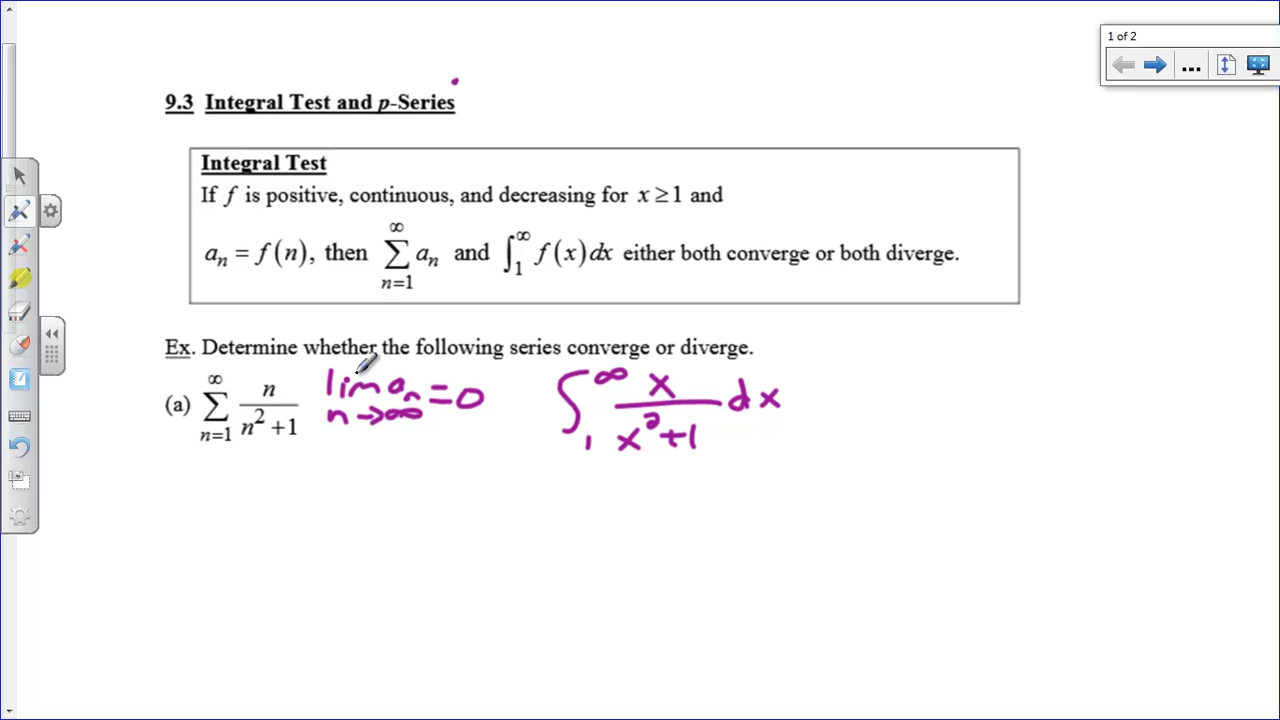 1 of 2
...
9.3 Integral Test and p-Series
Integral Test
If f is positive, continuous, and decreasing for x ≥ 1 and
aₙ = f(n), then ∑_{n=1}^{∞} aₙ and ∫₁^∞ f(x)dx either both converge or both diverge.
Ex. Determine whether the following series converge or diverge.
(a) ∑_{n=1}^{∞} n/(n²+1) lim_{n→∞} aₙ = 0 ∫₁^∞ x/(x²+1) dx